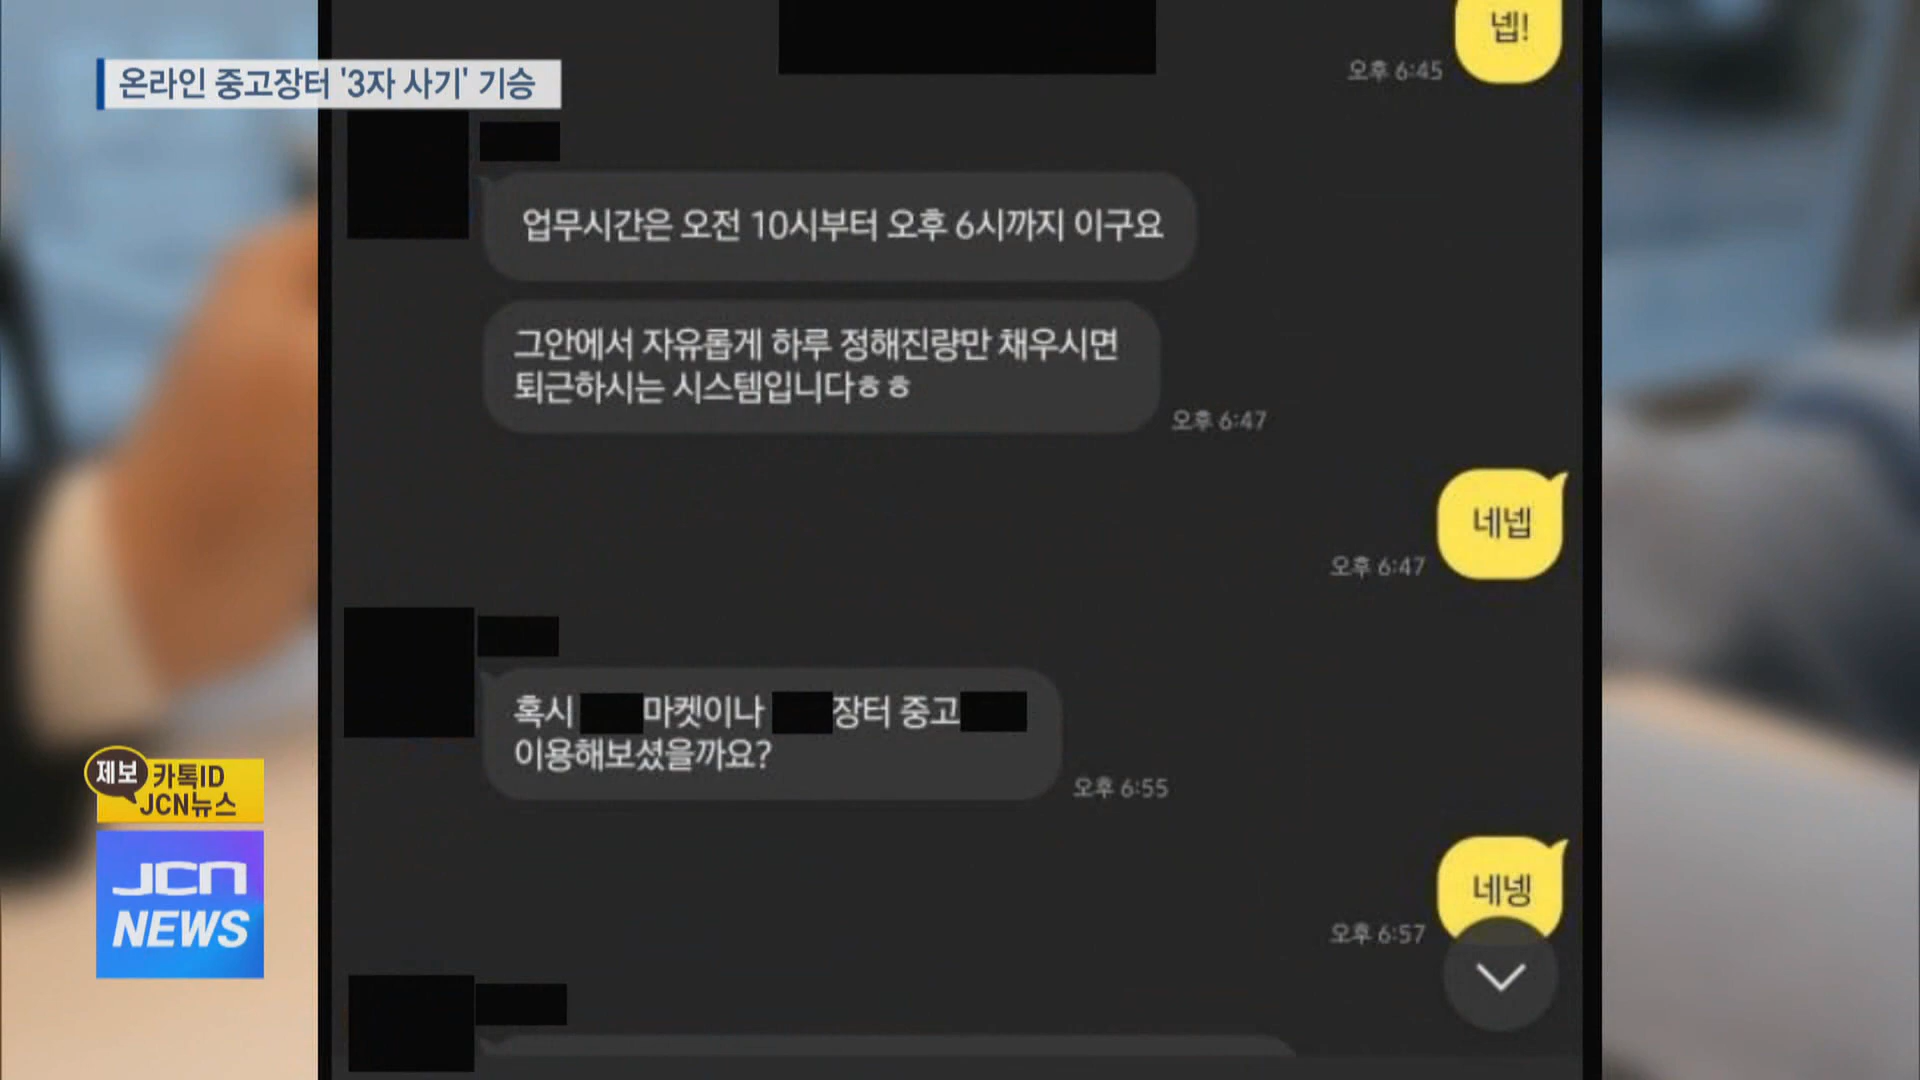 온라인 중고장터 '3자 사기' 기승
넵!
오후 6:45
업무시간은 오전 10시부터 오후 6시까지 이구요
그안에서 자유롭게 하루 정해진량만 채우시면
퇴근하시는 시스템입니다ㅎㅎ
오후 6:47
네넵
오후 6:47
혹시 마켓이나 장터 중고
이용해보셨을까요?
오후 6:55
네넹
오후 6:57
제보 카톡ID
JCN뉴스
JCN
NEWS